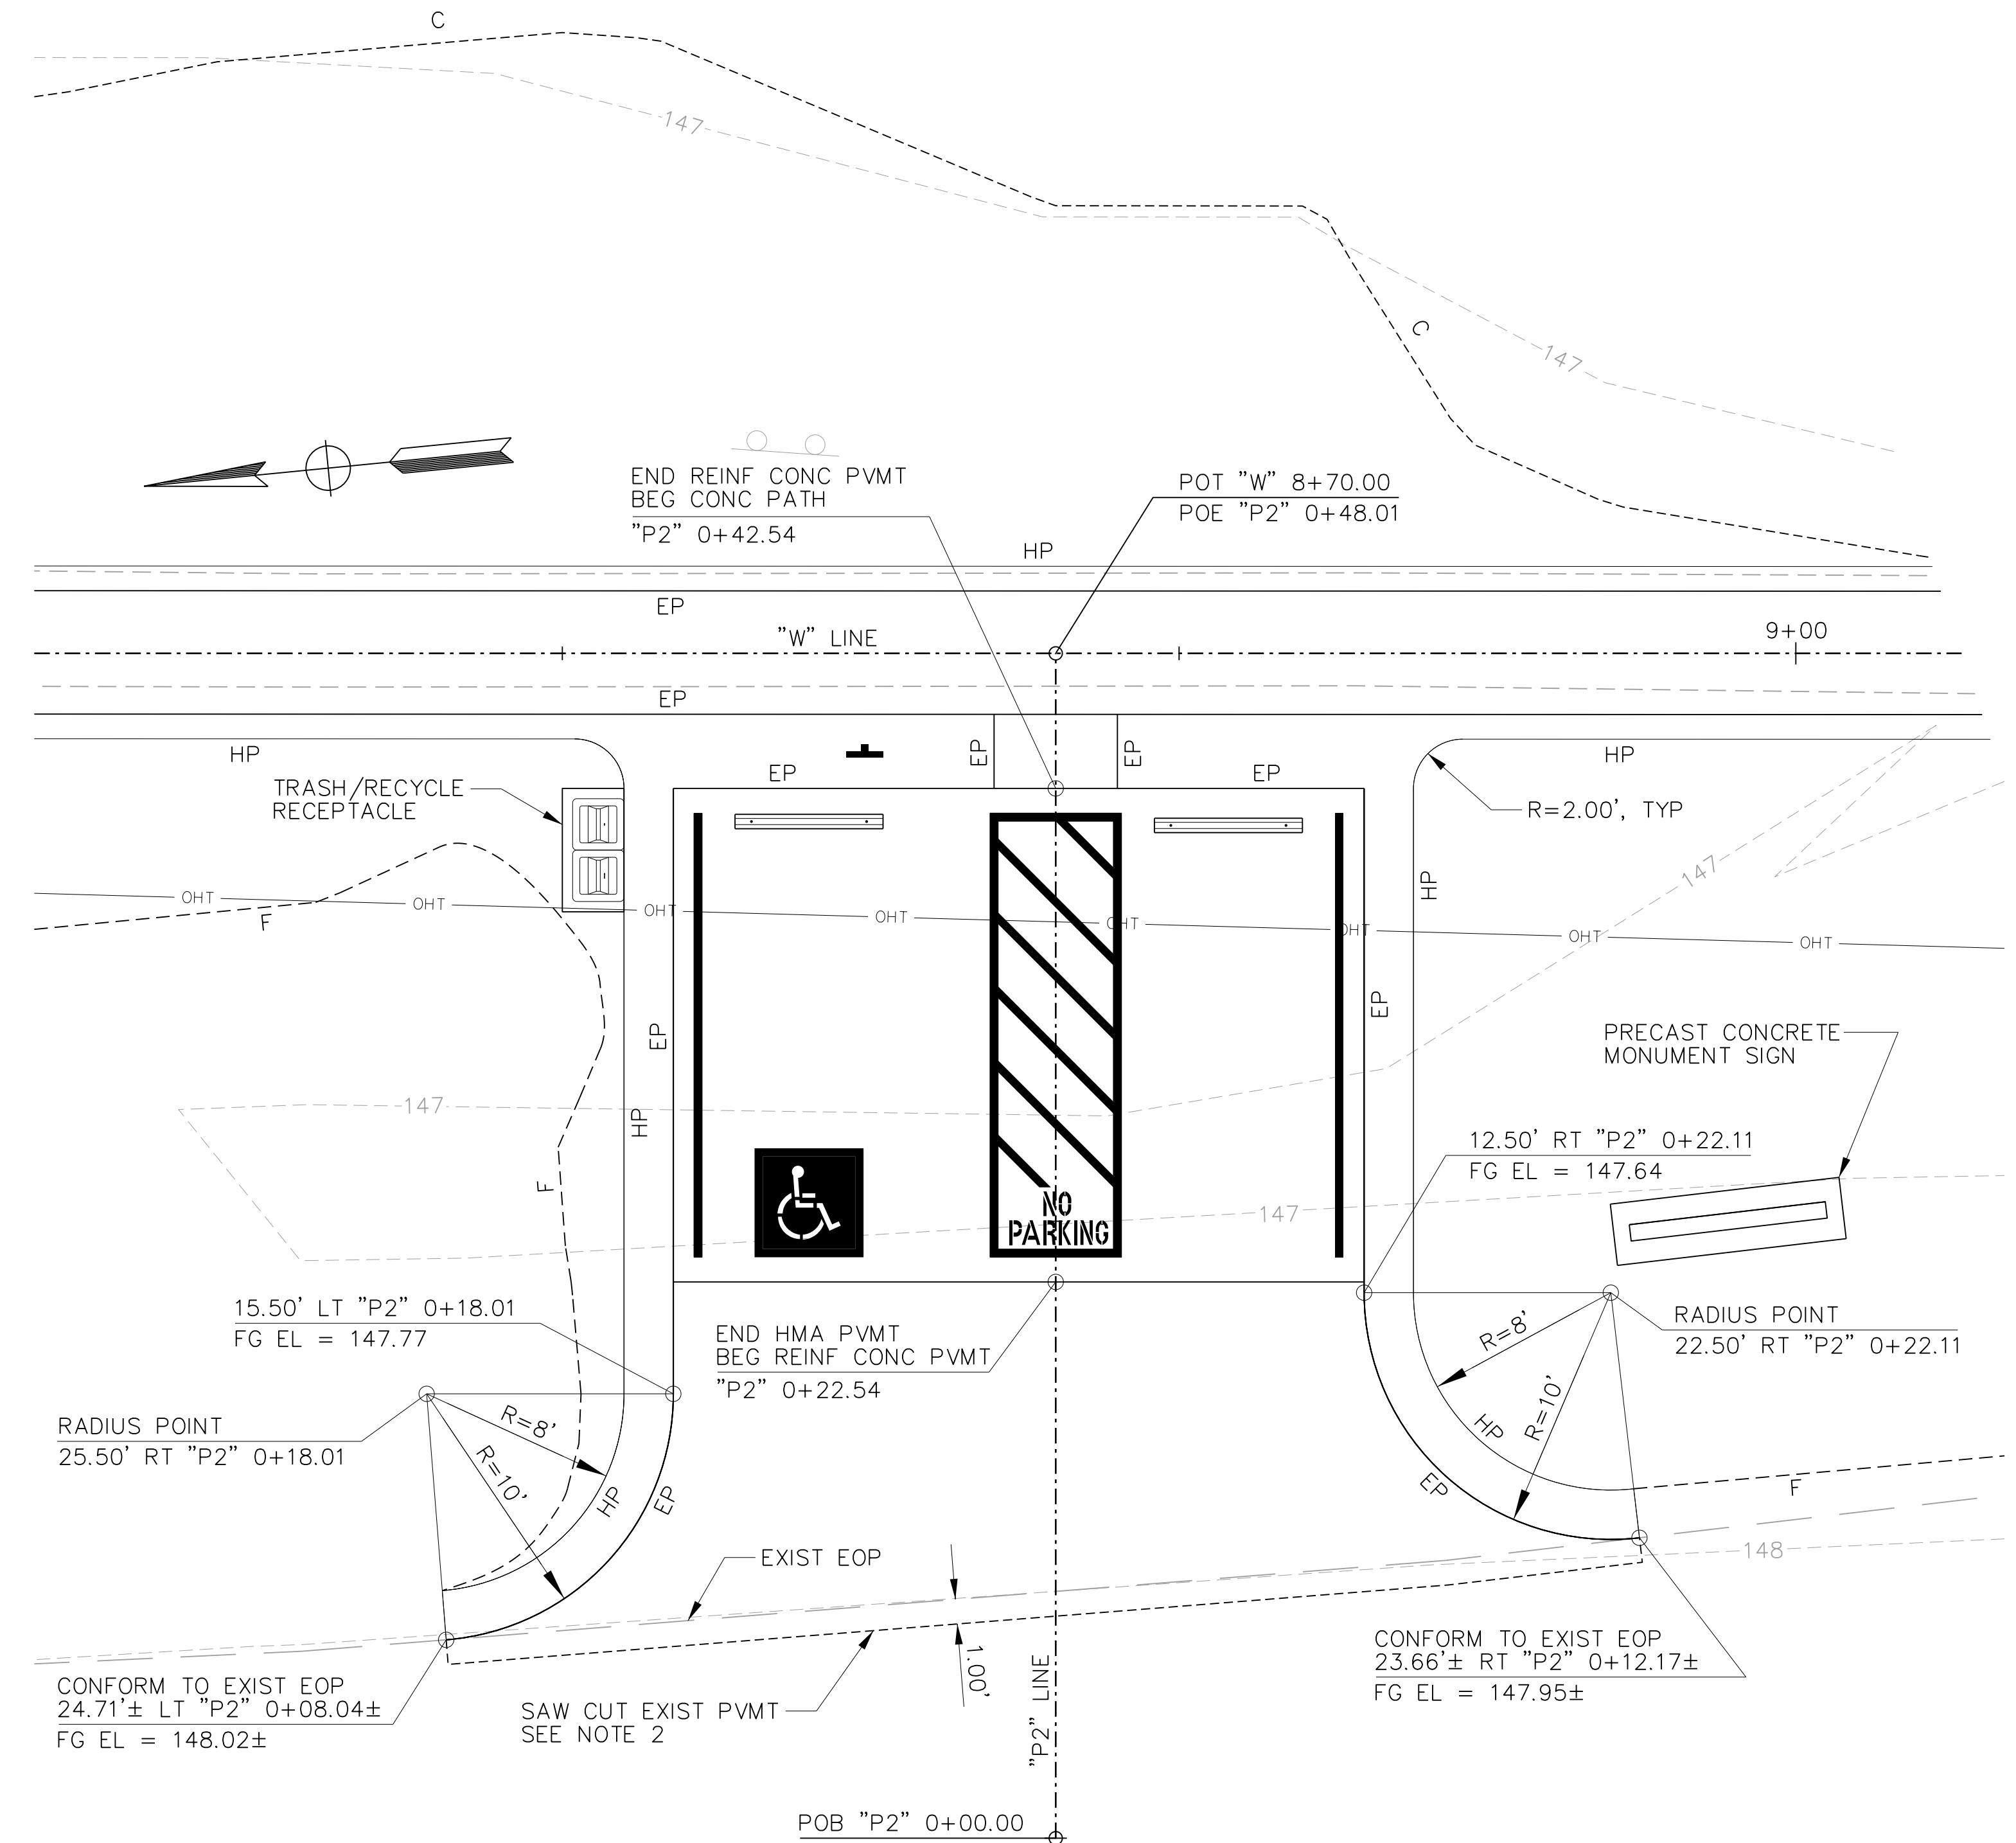 C
147
C
147
END REINF CONC PVMT
BEG CONC PATH
"P2" 0+42.54
POT "W" 8+70.00
POE "P2" 0+48.01
HP
EP
"W" LINE
9+00
EP
HP
EP
EP
EP
EP
HP
TRASH/RECYCLE
RECEPTACLE
R=2.00', TYP
HP
147
OHT
OHT
OHT
OHT
OHT
OHT
OHT
OHT
F
EP
EP
PRECAST CONCRETE
MONUMENT SIGN
147
HP
12.50' RT "P2" 0+22.11
FG EL = 147.64
F
NO
PARKING
147
15.50' LT "P2" 0+18.01
FG EL = 147.77
END HMA PVMT
BEG REINF CONC PVMT
"P2" 0+22.54
R=8'
RADIUS POINT
22.50' RT "P2" 0+22.11
RADIUS POINT
25.50' RT "P2" 0+18.01
R=8'
R=10'
R=10'
HP
HP
EP
EP
F
EXIST EOP
148
1.00'
CONFORM TO EXIST EOP
24.71'± LT "P2" 0+08.04±
FG EL = 148.02±
SAW CUT EXIST PVMT
SEE NOTE 2
"P2" LINE
CONFORM TO EXIST EOP
23.66'± RT "P2" 0+12.17±
FG EL = 147.95±
POB "P2" 0+00.00